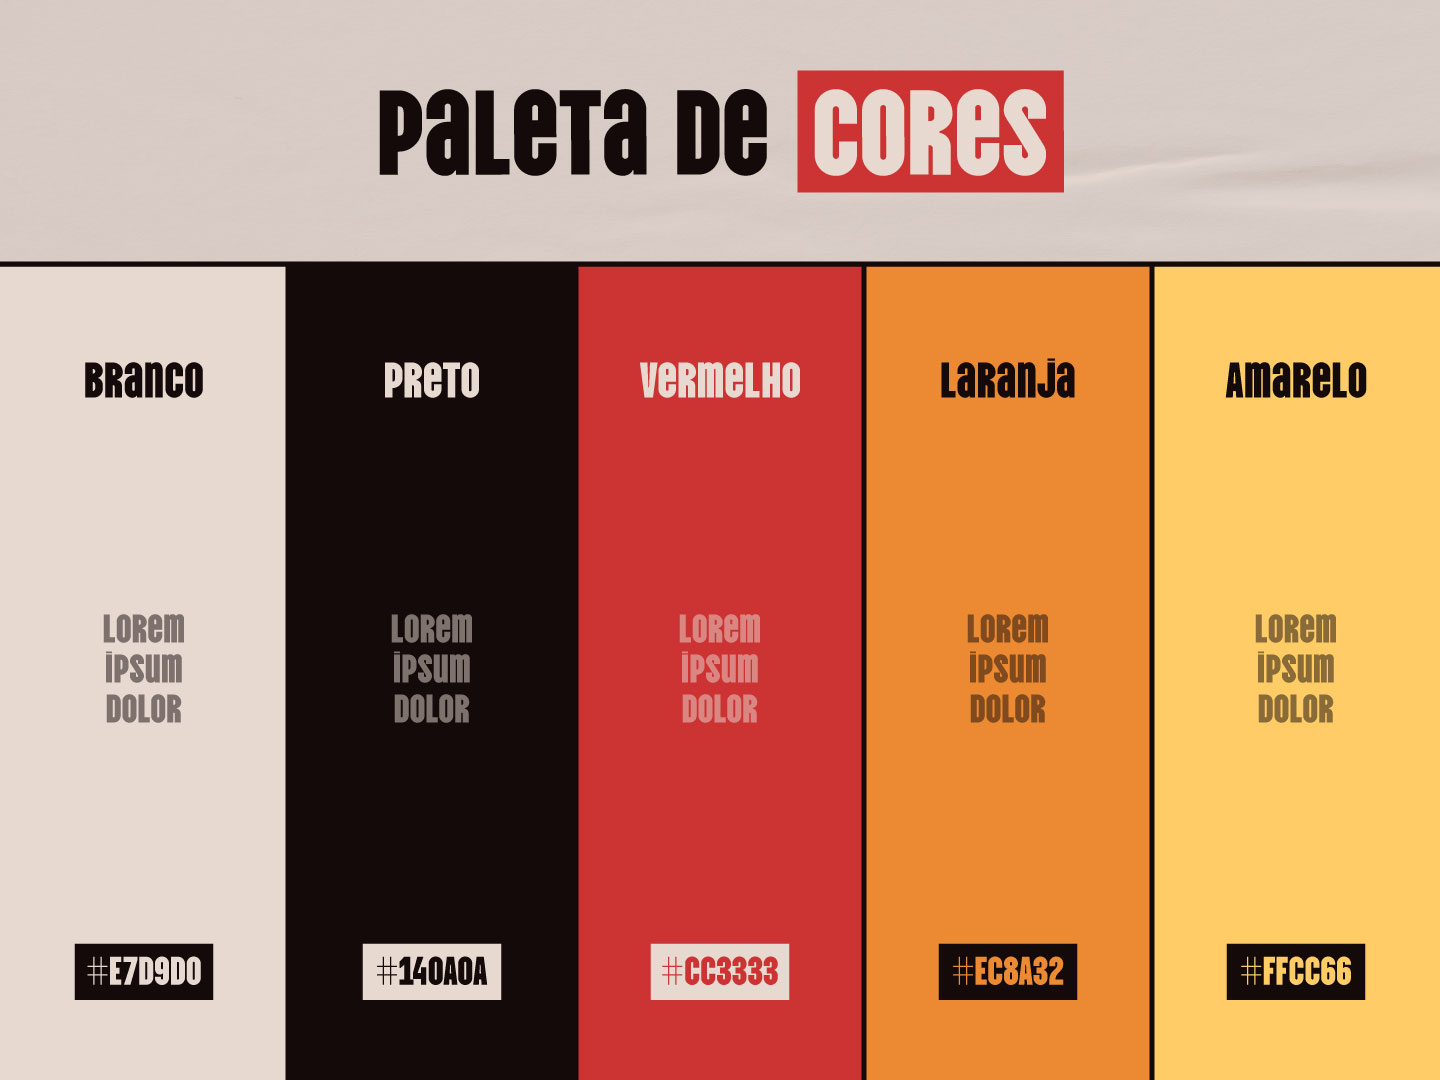 PALETA DE CORES
BRANCO
LOREM
IPSUM
DOLOR
#E7D9D0
PRETO
LOREM
IPSUM
DOLOR
#140A0A
VERMELHO
LOREM
IPSUM
DOLOR
#CC3333
LARANJA
LOREM
IPSUM
DOLOR
#EC8A32
AMARELO
LOREM
IPSUM
DOLOR
#FFCC66